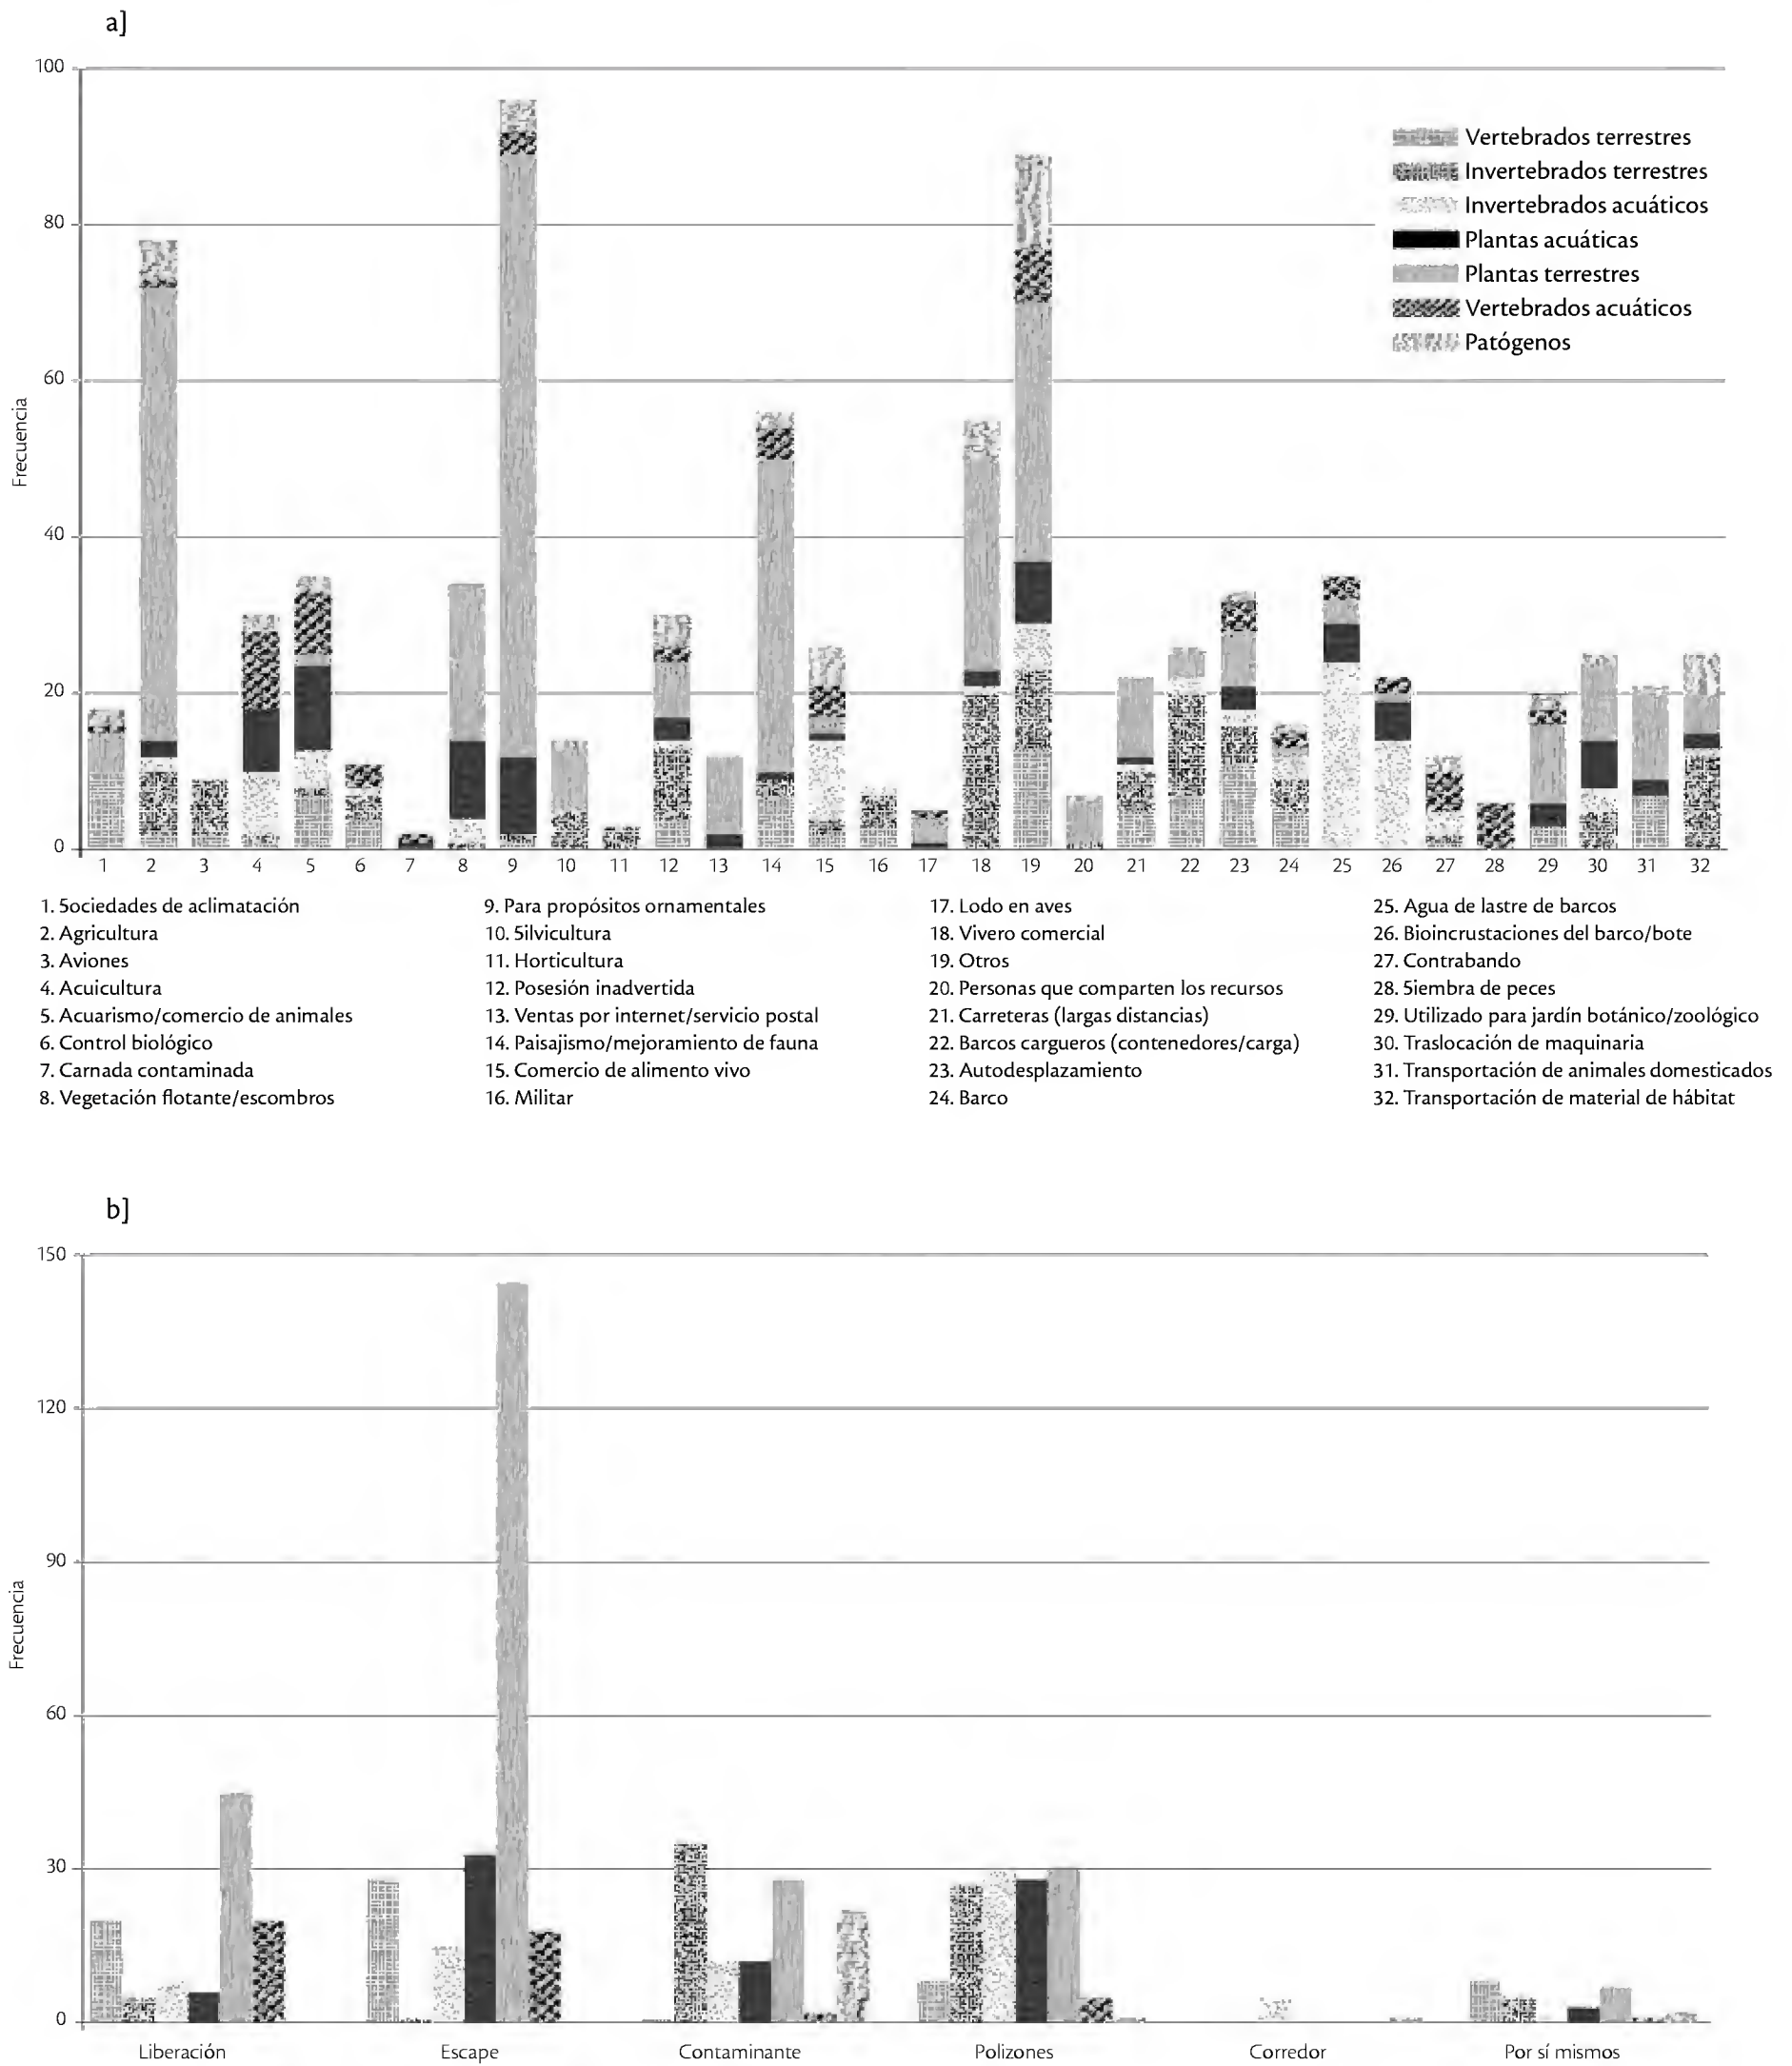 a]
100
80
60
40
20
0
Frecuencia
Vertebrados terrestres
Invertebrados terrestres
Invertebrados acuáticos
Plantas acuáticas
Plantas terrestres
Vertebrados acuáticos
Patógenos
1 2 3 4 5 6 7 8 9 10 11 12 13 14 15 16 17 18 19 20 21 22 23 24 25 26 27 28 29 30 31 32
1. Sociedades de aclimatación
2. Agricultura
3. Aviones
4. Acuicultura
5. Acuarismo/comercio de animales
6. Control biológico
7. Carnada contaminada
8. Vegetación flotante/escombros
9. Para propósitos ornamentales
10. Silvicultura
11. Horticultura
12. Posesión inadvertida
13. Ventas por internet/servicio postal
14. Paisajismo/mejoramiento de fauna
15. Comercio de alimento vivo
16. Militar
17. Lodo en aves
18. Vivero comercial
19. Otros
20. Personas que comparten los recursos
21. Carreteras (largas distancias)
22. Barcos cargueros (contenedores/carga)
23. Autodesplazamiento
24. Barco
25. Agua de lastre de barcos
26. Bioincrustaciones del barco/bote
27. Contrabando
28. Siembra de peces
29. Utilizado para jardín botánico/zoológico
30. Traslocación de maquinaria
31. Transportación de animales domesticados
32. Transportación de material de hábitat
b]
150
120
90
60
30
0
Frecuencia
Liberación Escape Contaminante Polizones Corredor Por sí mismos